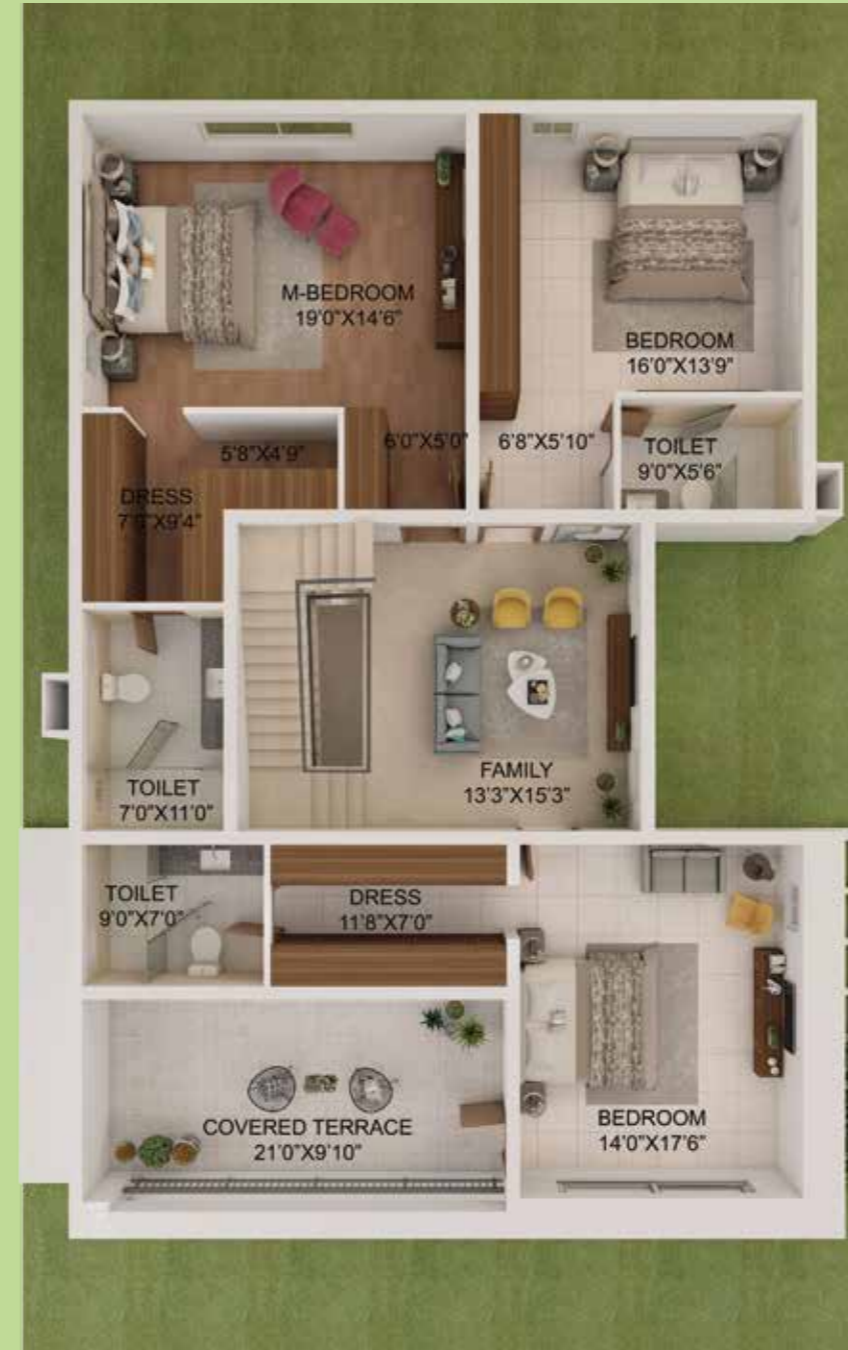 M-BEDROOM
19'0"X14'6"
BEDROOM
16'0"X13'9"
5'8"X4'9"
6'0"X5'0"
6'8"X5'10"
TOILET
9'0"X5'6"
DRESS
FAMILY
13'3"X15'3"
TOILET
7'0"X11'0"
TOILET
9'0"X7'0"
DRESS
11'8"X7'0"
COVERED TERRACE
21'0"X9'10"
BEDROOM
14'0"X17'6"